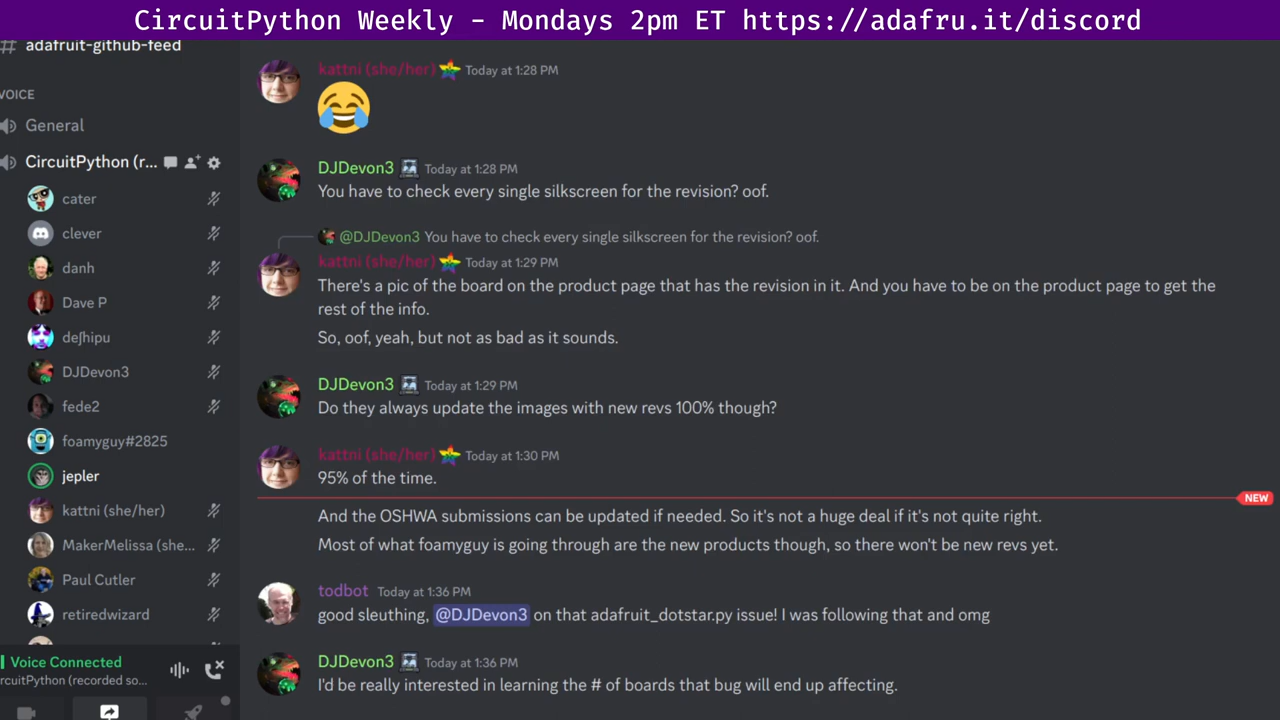 CircuitPython Weekly - Mondays 2pm ET https://adafru.it/discord
# adafruit-github-feed
VOICE
General
CircuitPython (r...
cater
clever
danh
Dave P
deʃhipu
DJDevon3
fede2
foamyguy#2825
jepler
kattni (she/her)
MakerMelissa (she...
Paul Cutler
retiredwizard
Voice Connected
ircuitPython (recorded so...
kattni (she/her) Today at 1:28 PM
DJDevon3 Today at 1:28 PM
You have to check every single silkscreen for the revision? oof.
@DJDevon3 You have to check every single silkscreen for the revision? oof.
kattni (she/her) Today at 1:29 PM
There's a pic of the board on the product page that has the revision in it. And you have to be on the product page to get the
rest of the info.
So, oof, yeah, but not as bad as it sounds.
DJDevon3 Today at 1:29 PM
Do they always update the images with new revs 100% though?
kattni (she/her) Today at 1:30 PM
95% of the time.
NEW
And the OSHWA submissions can be updated if needed. So it's not a huge deal if it's not quite right.
Most of what foamyguy is going through are the new products though, so there won't be new revs yet.
todbot Today at 1:36 PM
good sleuthing, @DJDevon3 on that adafruit_dotstar.py issue! I was following that and omg
DJDevon3 Today at 1:36 PM
I'd be really interested in learning the # of boards that bug will end up affecting.